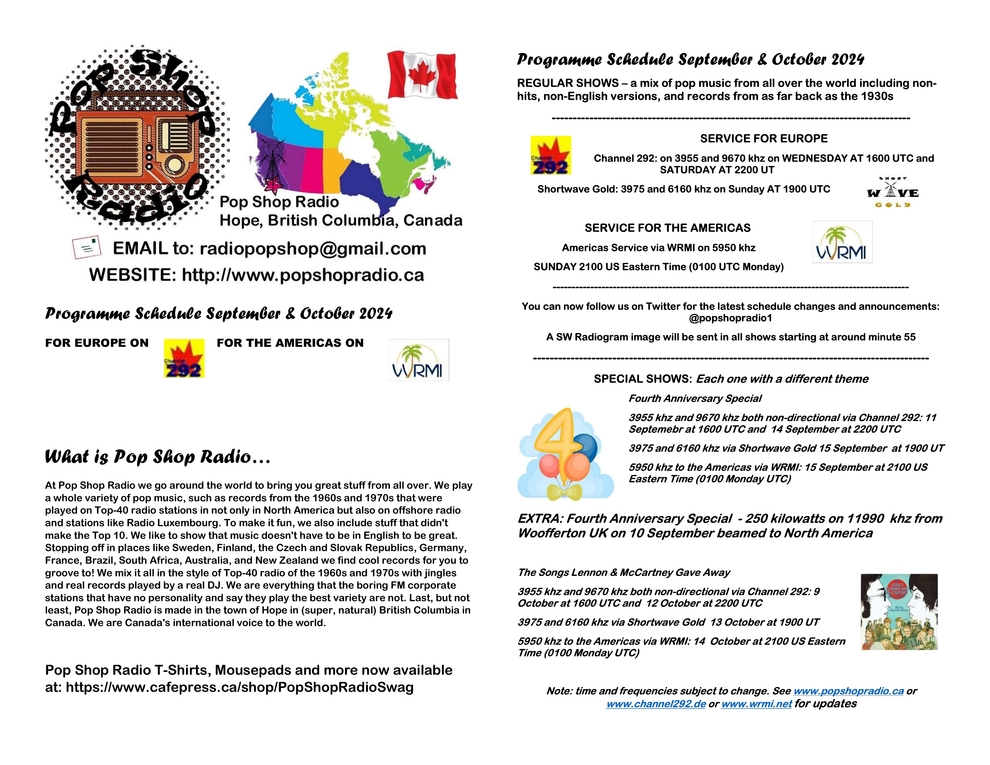 Pop Shop
Radio
Pop Shop Radio
Hope, British Columbia, Canada
EMAIL to: radiopopshop@gmail.com
WEBSITE: http://www.popshopradio.ca
Programme Schedule September & October 2024
FOR EUROPE ON
Channel
292
FOR THE AMERICAS ON
WRMI
What is Pop Shop Radio…
At Pop Shop Radio we go around the world to bring you great stuff from all over. We play
a whole variety of pop music, such as records from the 1960s and 1970s that were
played on Top-40 radio stations in not only in North America but also on offshore radio
and stations like Radio Luxembourg. To make it fun, we also include stuff that didn't
make the Top 10. We like to show that music doesn't have to be in English to be great.
Stopping off in places like Sweden, Finland, the Czech and Slovak Republics, Germany,
France, Brazil, South Africa, Australia, and New Zealand we find cool records for you to
groove to! We mix it all in the style of Top-40 radio of the 1960s and 1970s with jingles
and real records played by a real DJ. We are everything that the boring FM corporate
stations that have no personality and say they play the best variety are not. Last, but not
least, Pop Shop Radio is made in the town of Hope in (super, natural) British Columbia in
Canada. We are Canada's international voice to the world.
Pop Shop Radio T-Shirts, Mousepads and more now available
at: https://www.cafepress.ca/shop/PopShopRadioSwag
Programme Schedule September & October 2024
REGULAR SHOWS – a mix of pop music from all over the world including non-
hits, non-English versions, and records from as far back as the 1930s
SERVICE FOR EUROPE
Channel
292
Channel 292: on 3955 and 9670 khz on WEDNESDAY AT 1600 UTC and
SATURDAY AT 2200 UT
Shortwave Gold: 3975 and 6160 khz on Sunday AT 1900 UTC
SHORT
WAVE
GOLD
SERVICE FOR THE AMERICAS
Americas Service via WRMI on 5950 khz
SUNDAY 2100 US Eastern Time (0100 UTC Monday)
WRMI
You can now follow us on Twitter for the latest schedule changes and announcements:
@popshopradio1
A SW Radiogram image will be sent in all shows starting at around minute 55
SPECIAL SHOWS: Each one with a different theme
Fourth Anniversary Special
3955 khz and 9670 khz both non-directional via Channel 292: 11
Septemebr at 1600 UTC and 14 September at 2200 UTC
3975 and 6160 khz via Shortwave Gold 15 September at 1900 UT
5950 khz to the Americas via WRMI: 15 September at 2100 US
Eastern Time (0100 Monday UTC)
4
EXTRA: Fourth Anniversary Special - 250 kilowatts on 11990 khz from
Woofferton UK on 10 September beamed to North America
The Songs Lennon & McCartney Gave Away
3955 khz and 9670 khz both non-directional via Channel 292: 9
October at 1600 UTC and 12 October at 2200 UTC
3975 and 6160 khz via Shortwave Gold 13 October at 1900 UT
5950 khz to the Americas via WRMI: 14 October at 2100 US Eastern
Time (0100 Monday UTC)
Note: time and frequencies subject to change. See www.popshopradio.ca or
www.channel292.de or www.wrmi.net for updates